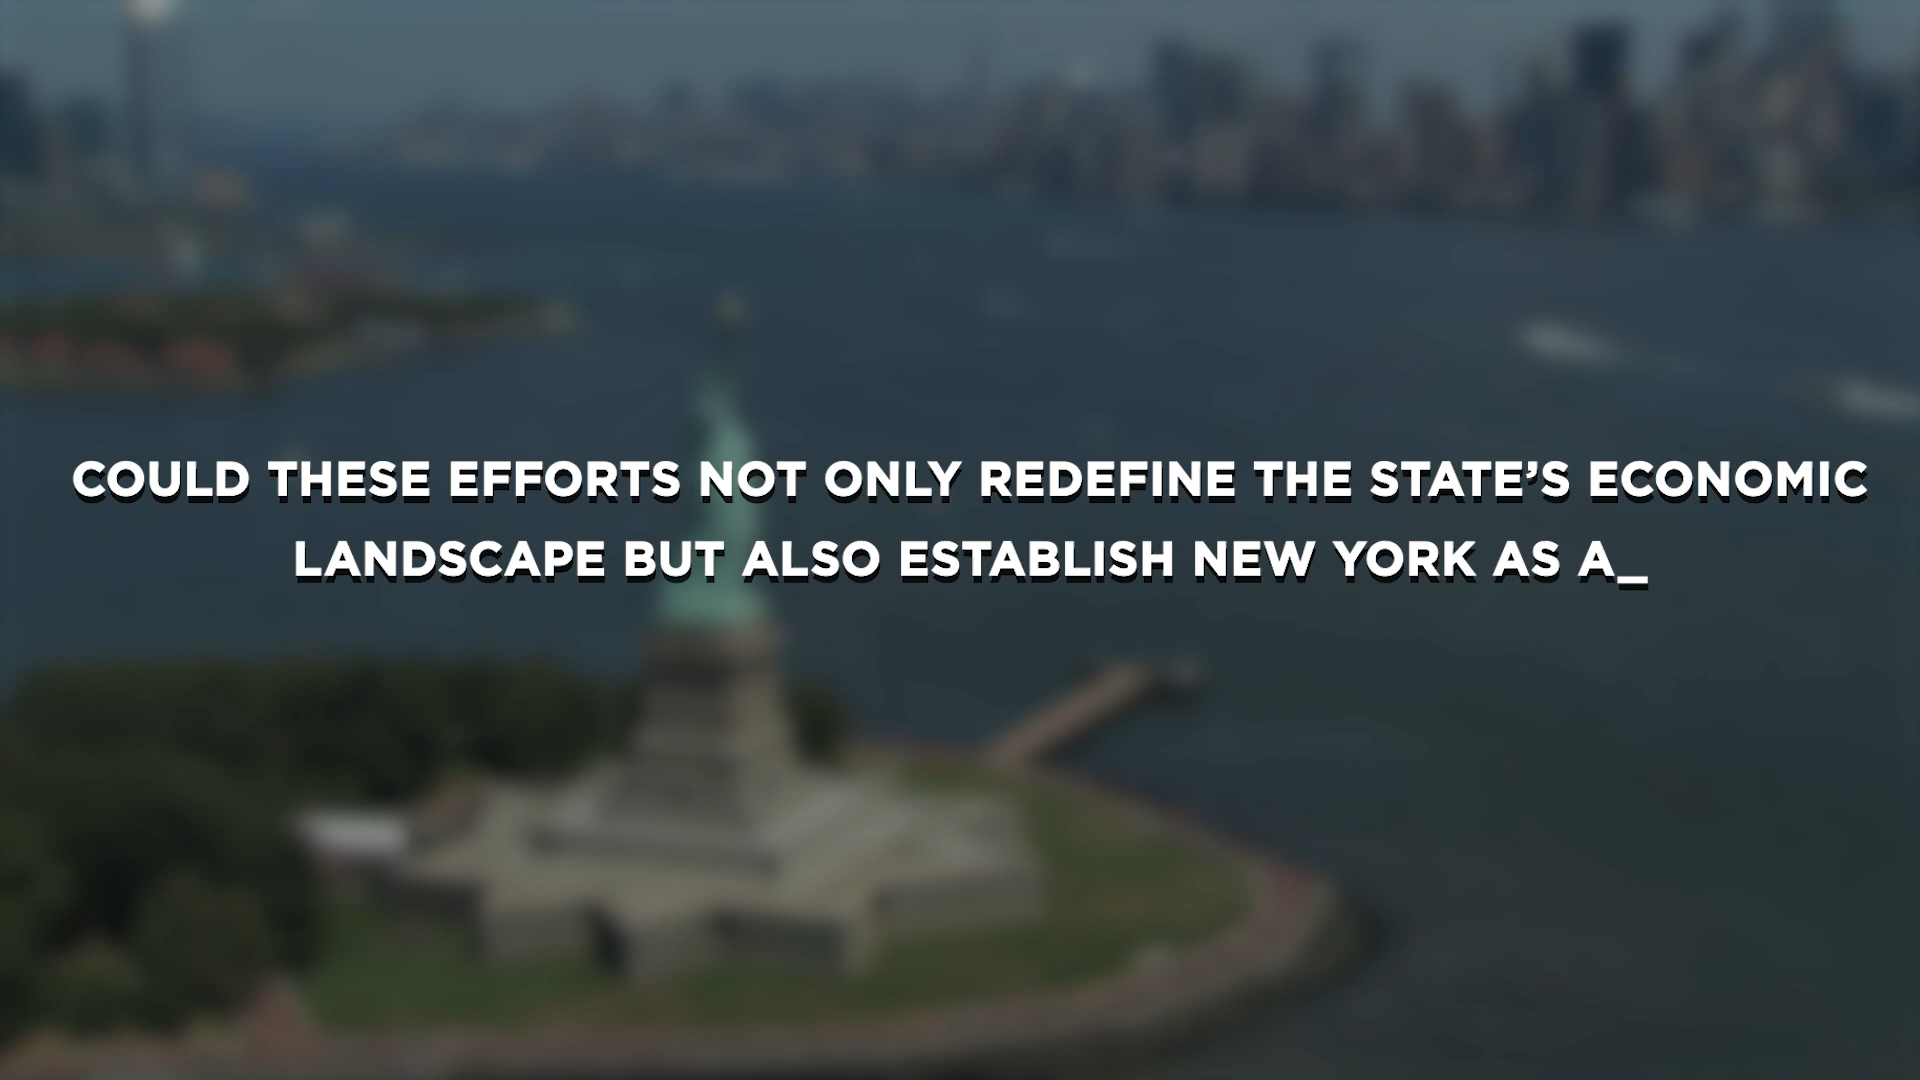 COULD THESE EFFORTS NOT ONLY REDEFINE THE STATE’S ECONOMIC
LANDSCAPE BUT ALSO ESTABLISH NEW YORK AS A_